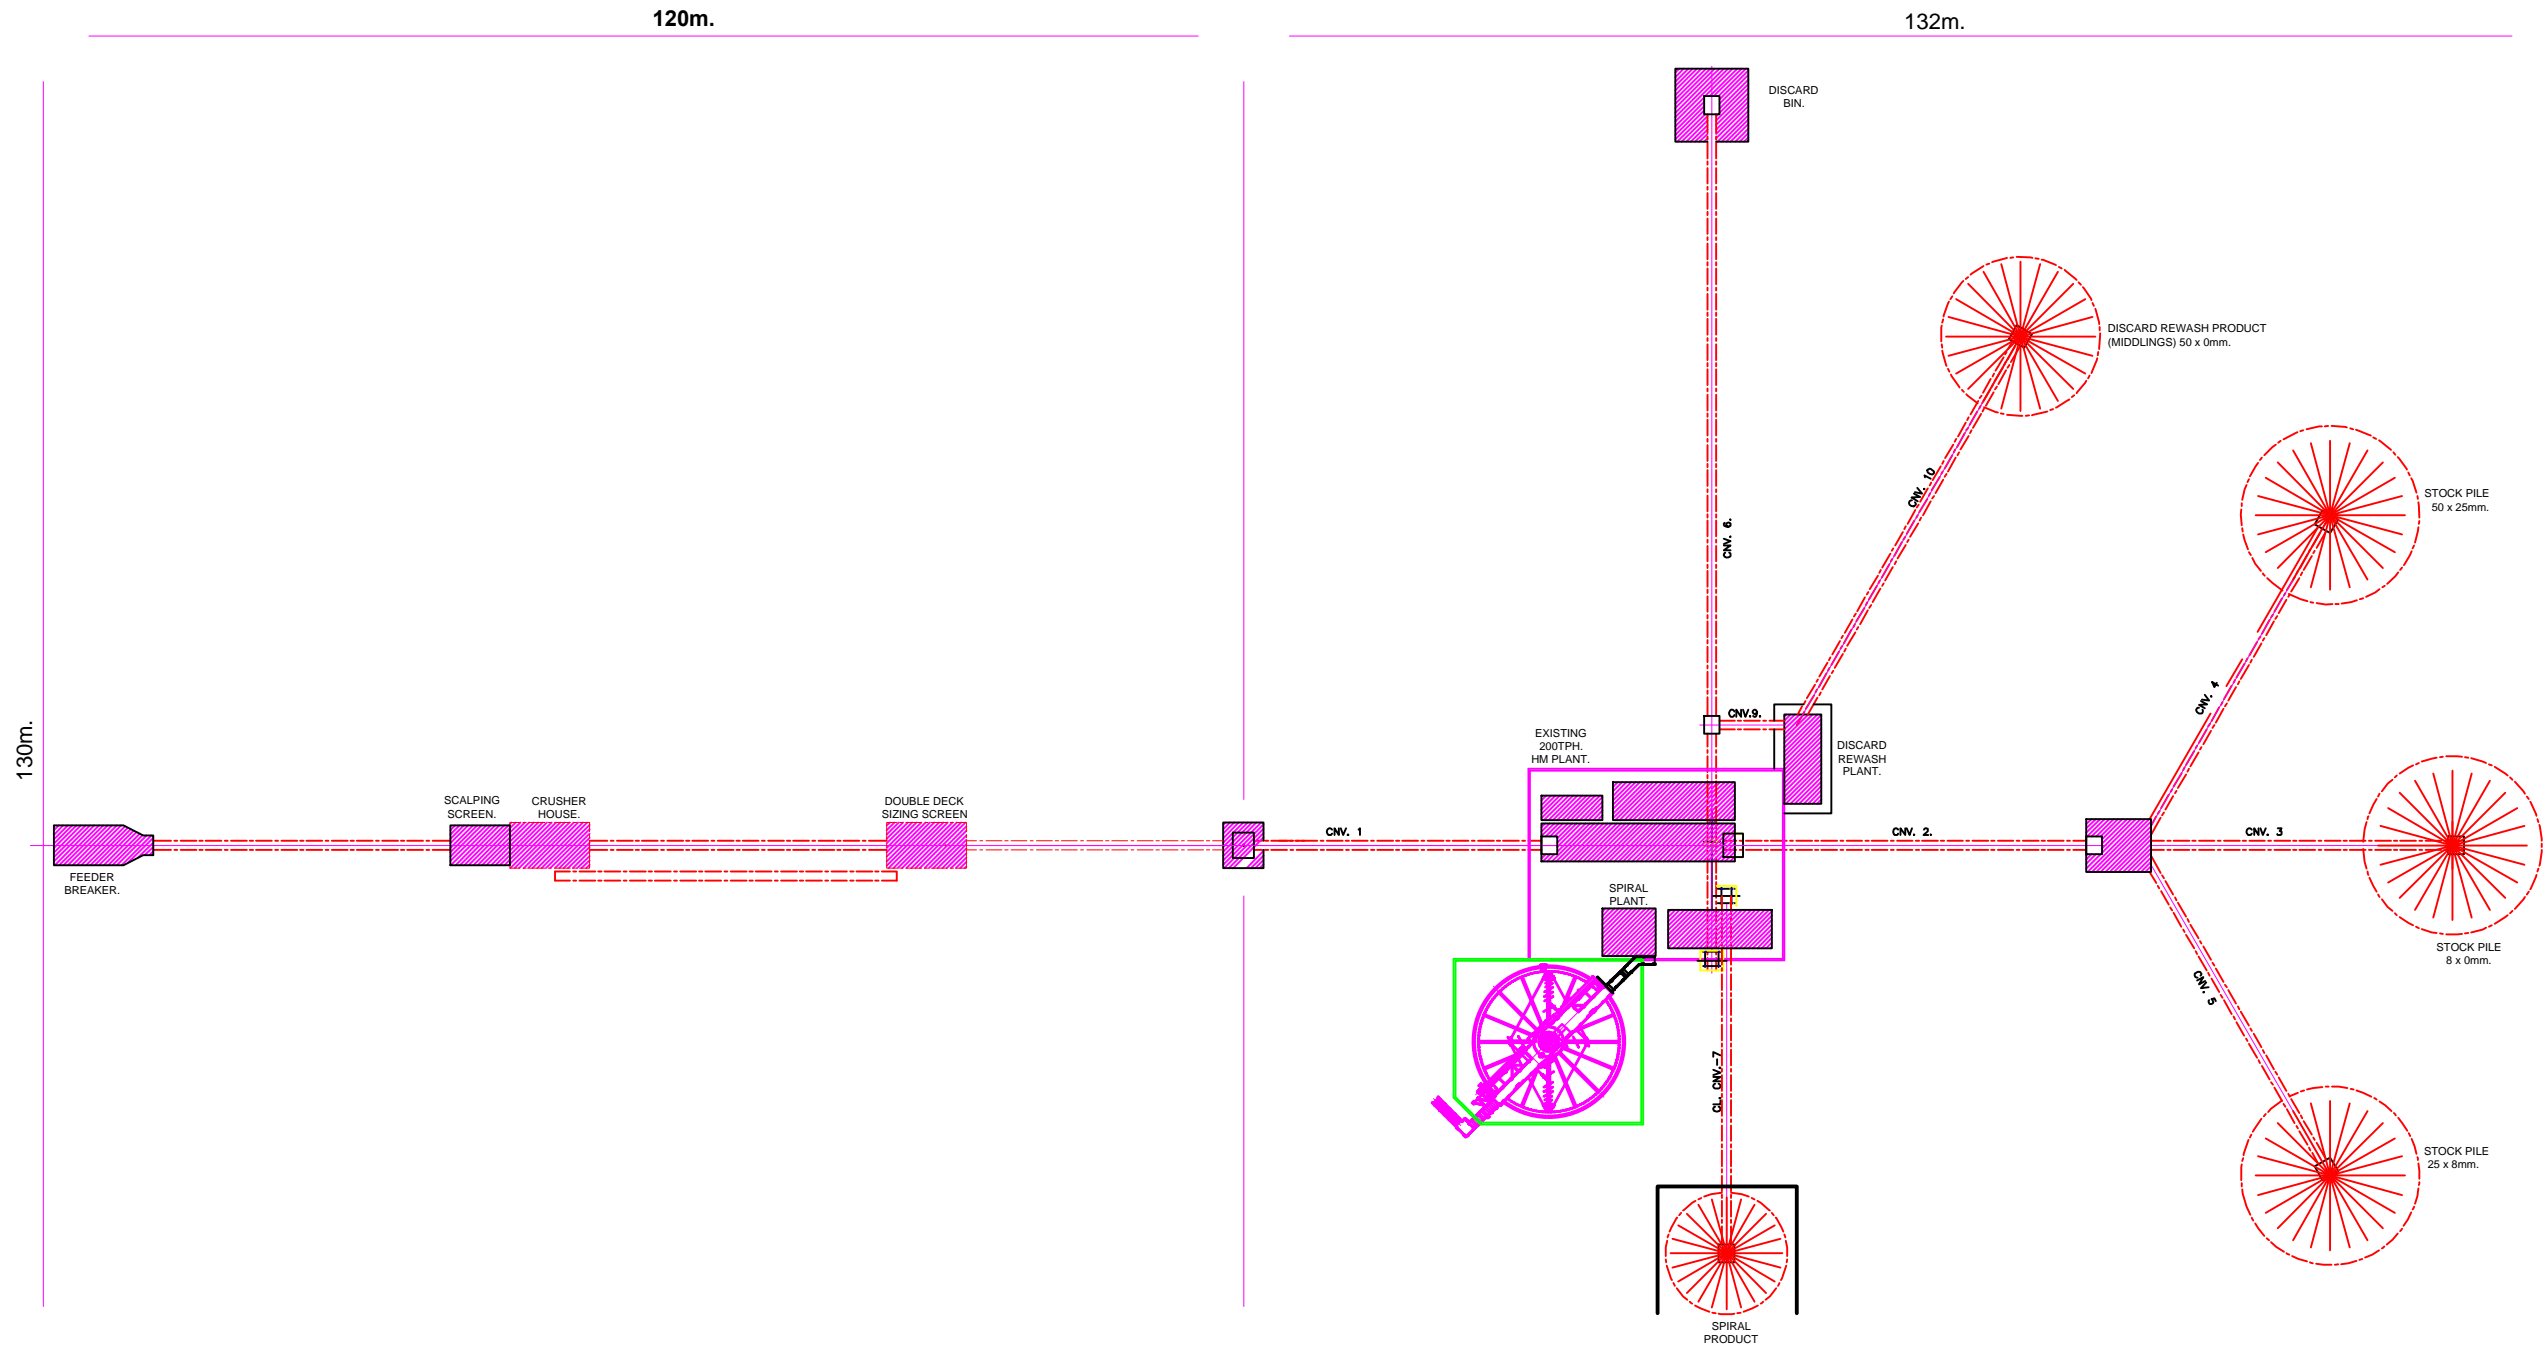 120m.
132m.
DISCARD
BIN.
DISCARD REWASH PRODUCT
(MIDDLINGS) 50 x 0mm.
CNV. 10
STOCK PILE
50 x 25mm.
CNV. 6.
CNV. 4
CNV.9.
130m.
EXISTING
200TPH.
HM PLANT.
DISCARD
REWASH
PLANT.
SCALPING
SCREEN.
CRUSHER
HOUSE.
DOUBLE DECK
SIZING SCREEN
CNV. 1
CNV. 2.
CNV. 3
FEEDER
BREAKER.
SPIRAL
PLANT.
STOCK PILE
8 x 0mm.
CNV. 5
CL. CNV.-7
STOCK PILE
25 x 8mm.
SPIRAL
PRODUCT